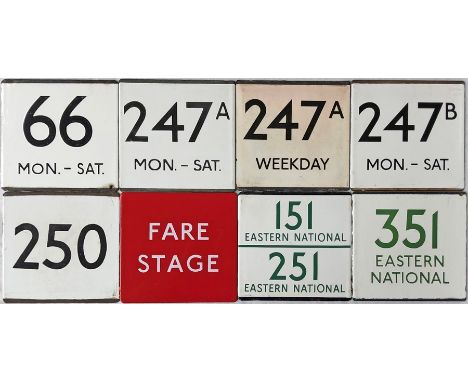 66
MON. – SAT.
247A
MON. – SAT.
247A
WEEKDAY
247B
MON. – SAT.
250
FARE
STAGE
151
EASTERN NATIONAL
251
EASTERN NATIONAL
351
EASTERN
NATIONAL